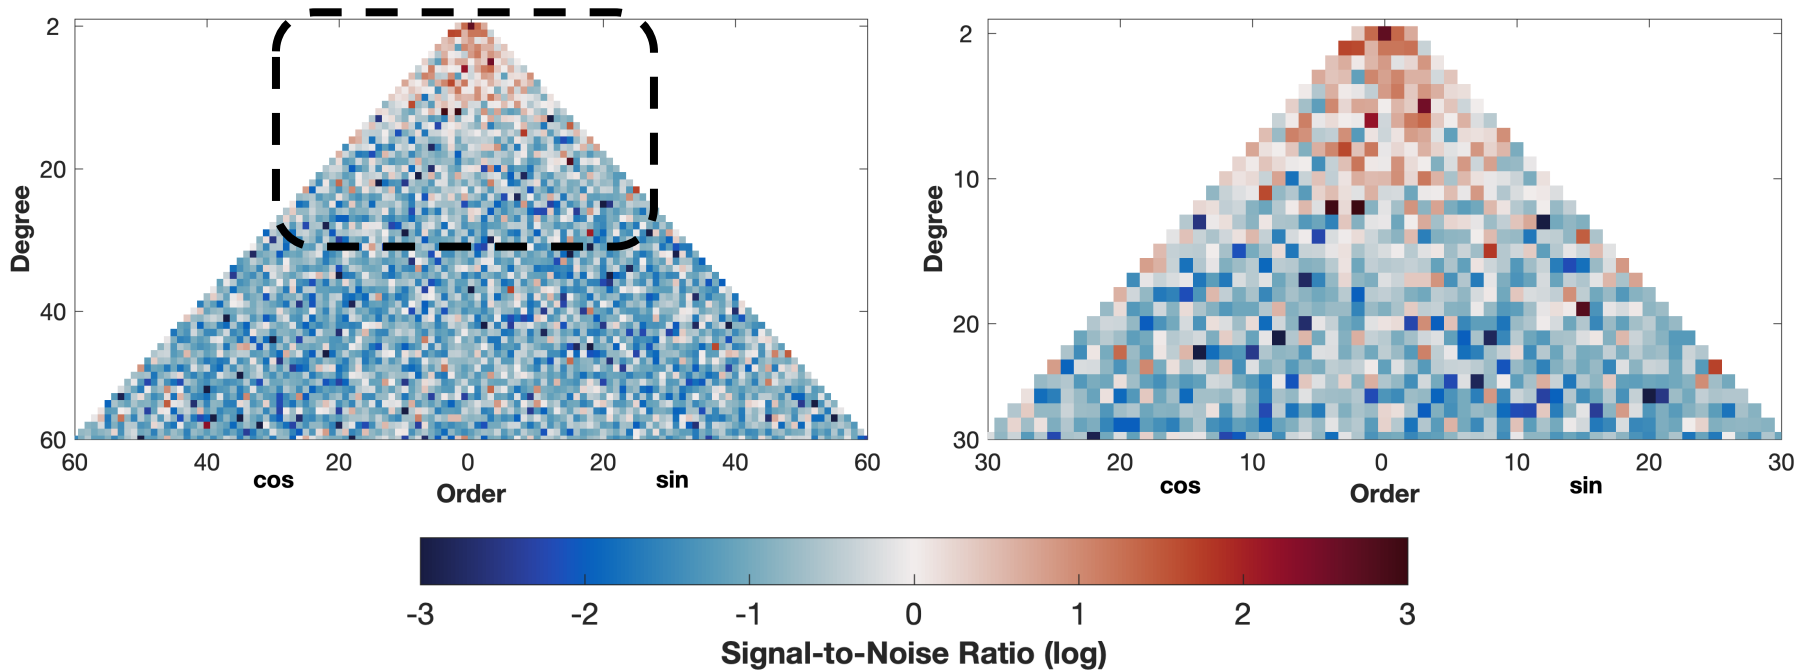 2
20
40
60
Degree
60 40 20 0 20 40 60
cos sin
Order
2
10
20
30
Degree
30 20 10 0 10 20 30
cos sin
Order
-3 -2 -1 0 1 2 3
Signal-to-Noise Ratio (log)